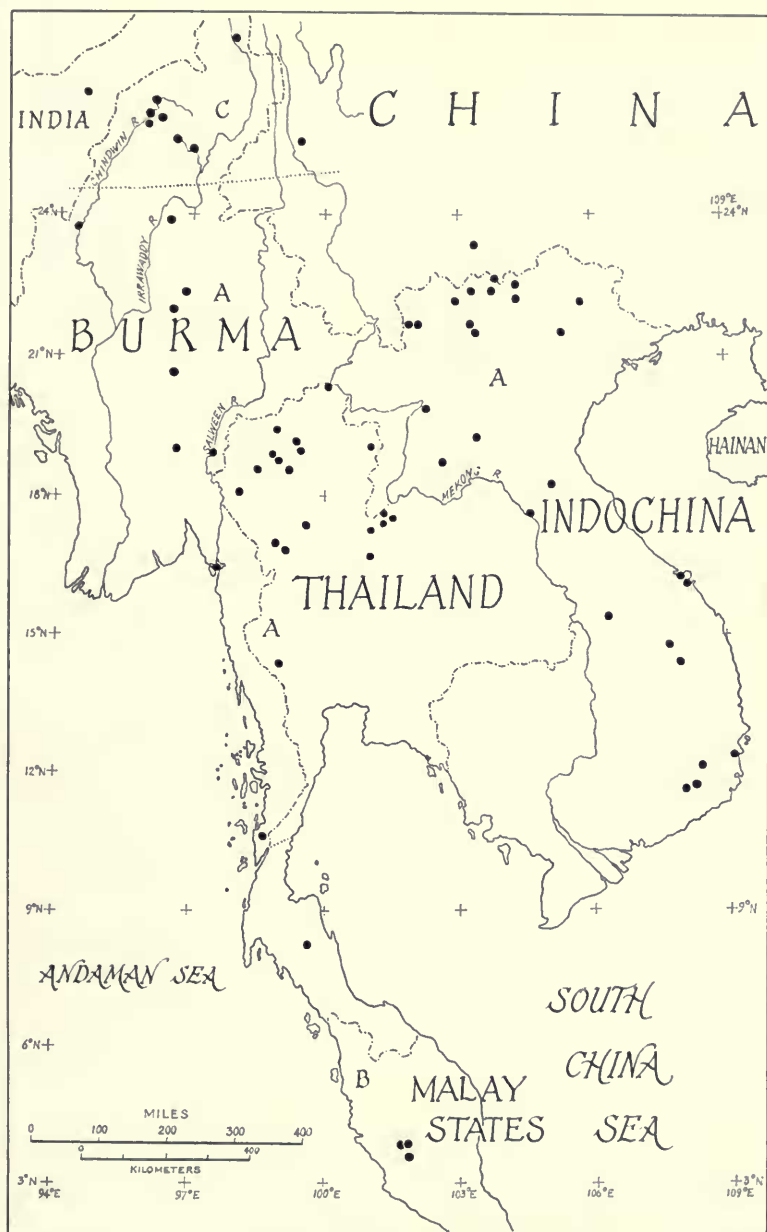 CHINA
INDIA
C
CHINDWIN R.
109°E
24°N
24°N
IRRAWADDY R.
A
BURMA
21°N
A
SALWEEN R.
HAINAN
MEKONG R.
18°N
INDOCHINA
THAILAND
15°N
A
12°N
9°N
9°N
ANDAMAN SEA
SOUTH
CHINA
SEA
6°N
B
MALAY
STATES
MILES
0 100 200 300 400
0 100 400
KILOMETERS
3°N
3°N
94°E
97°E
100°E
103°E
106°E
109°E